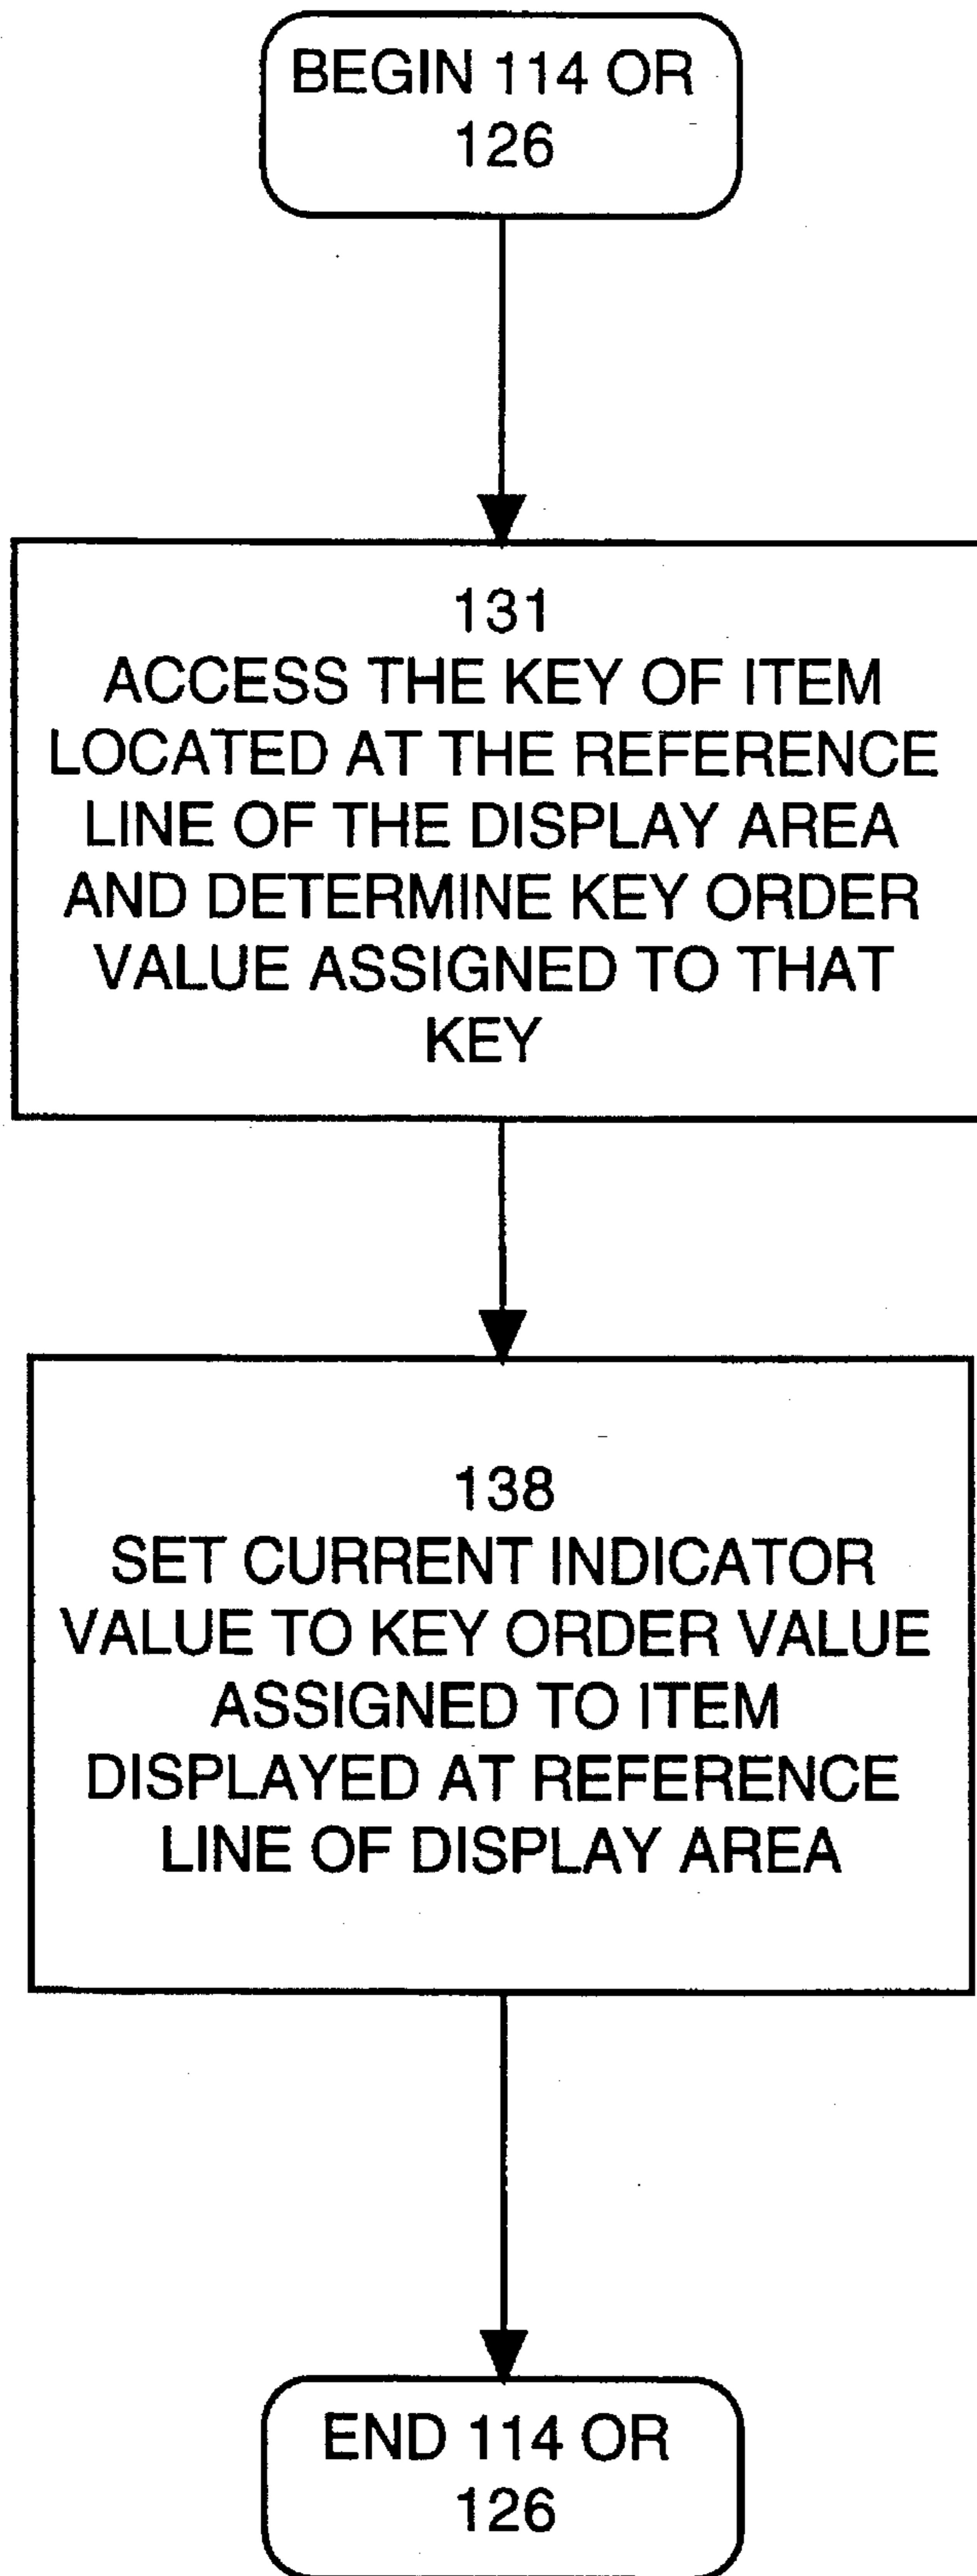 BEGIN 114 OR
126
131
ACCESS THE KEY OF ITEM
LOCATED AT THE REFERENCE
LINE OF THE DISPLAY AREA
AND DETERMINE KEY ORDER
VALUE ASSIGNED TO THAT
KEY
138
SET CURRENT INDICATOR
VALUE TO KEY ORDER VALUE
ASSIGNED TO ITEM
DISPLAYED AT REFERENCE
LINE OF DISPLAY AREA
END 114 OR
126